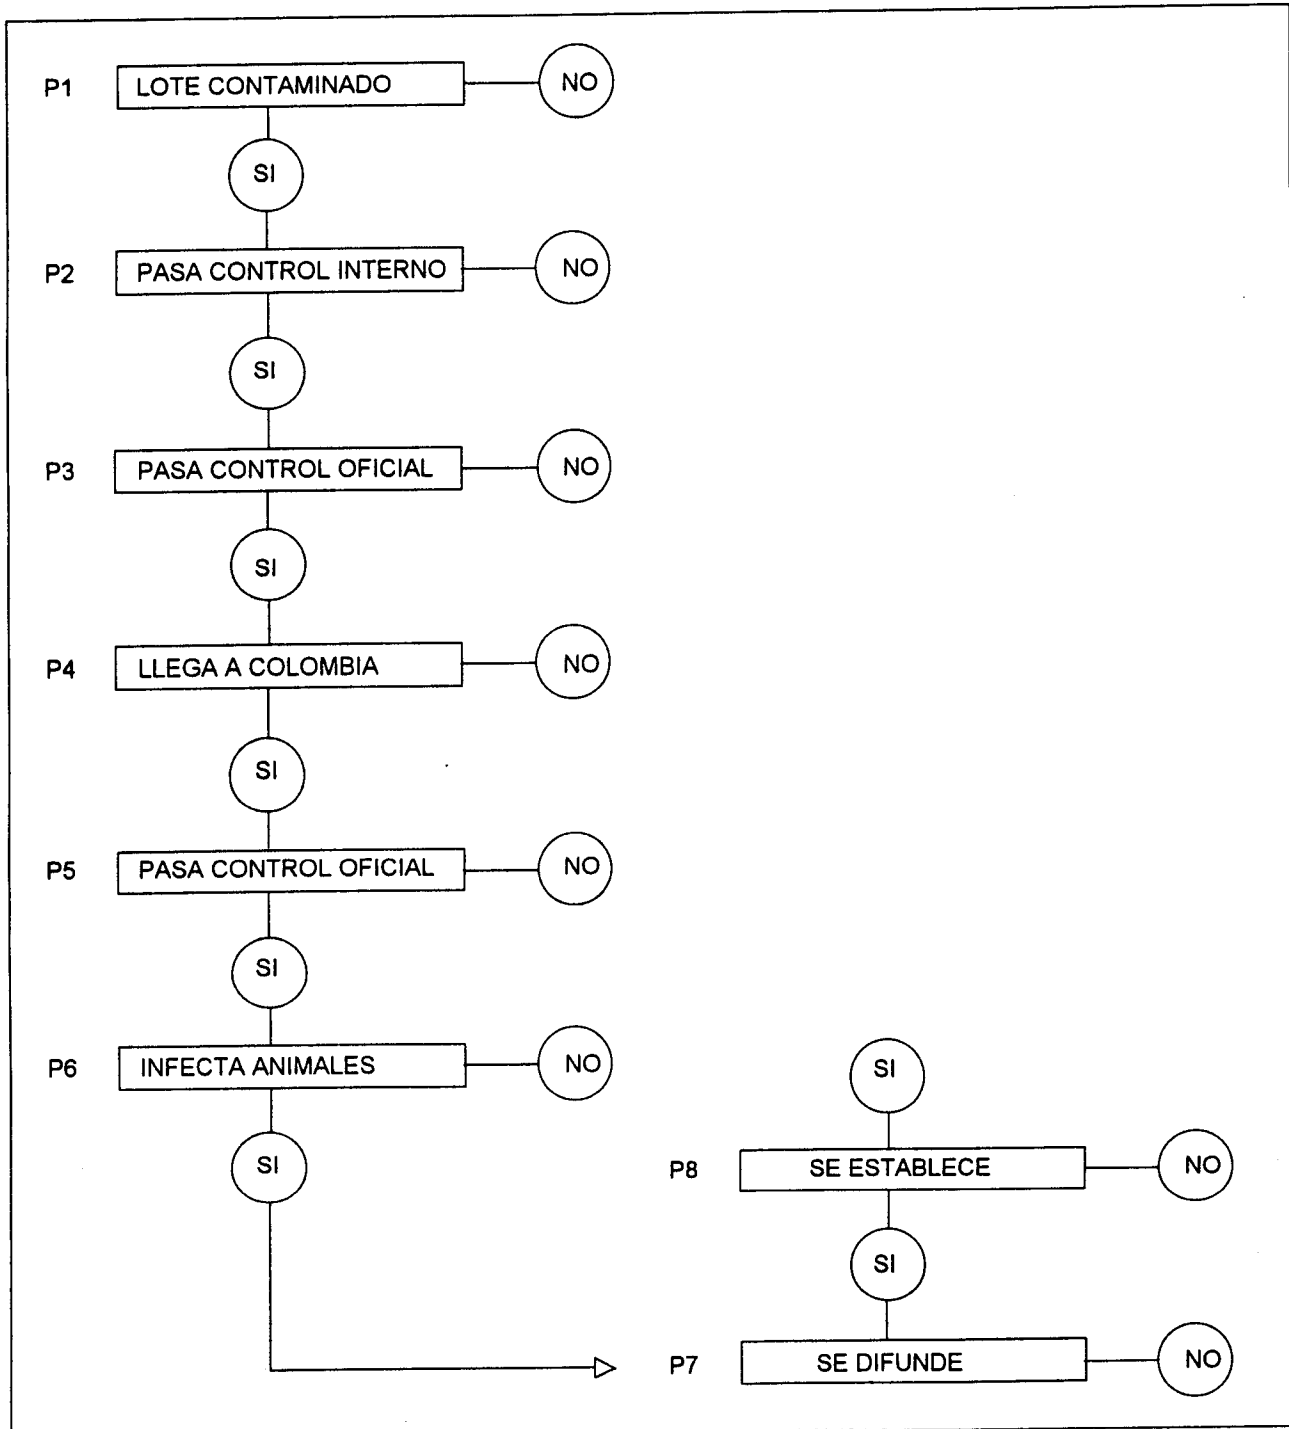 P1 LOTE CONTAMINADO NO
SI
P2 PASA CONTROL INTERNO NO
SI
P3 PASA CONTROL OFICIAL NO
SI
P4 LLEGA A COLOMBIA NO
SI
P5 PASA CONTROL OFICIAL NO
SI
P6 INFECTA ANIMALES NO
SI
SI
P8 SE ESTABLECE NO
SI
P7 SE DIFUNDE NO